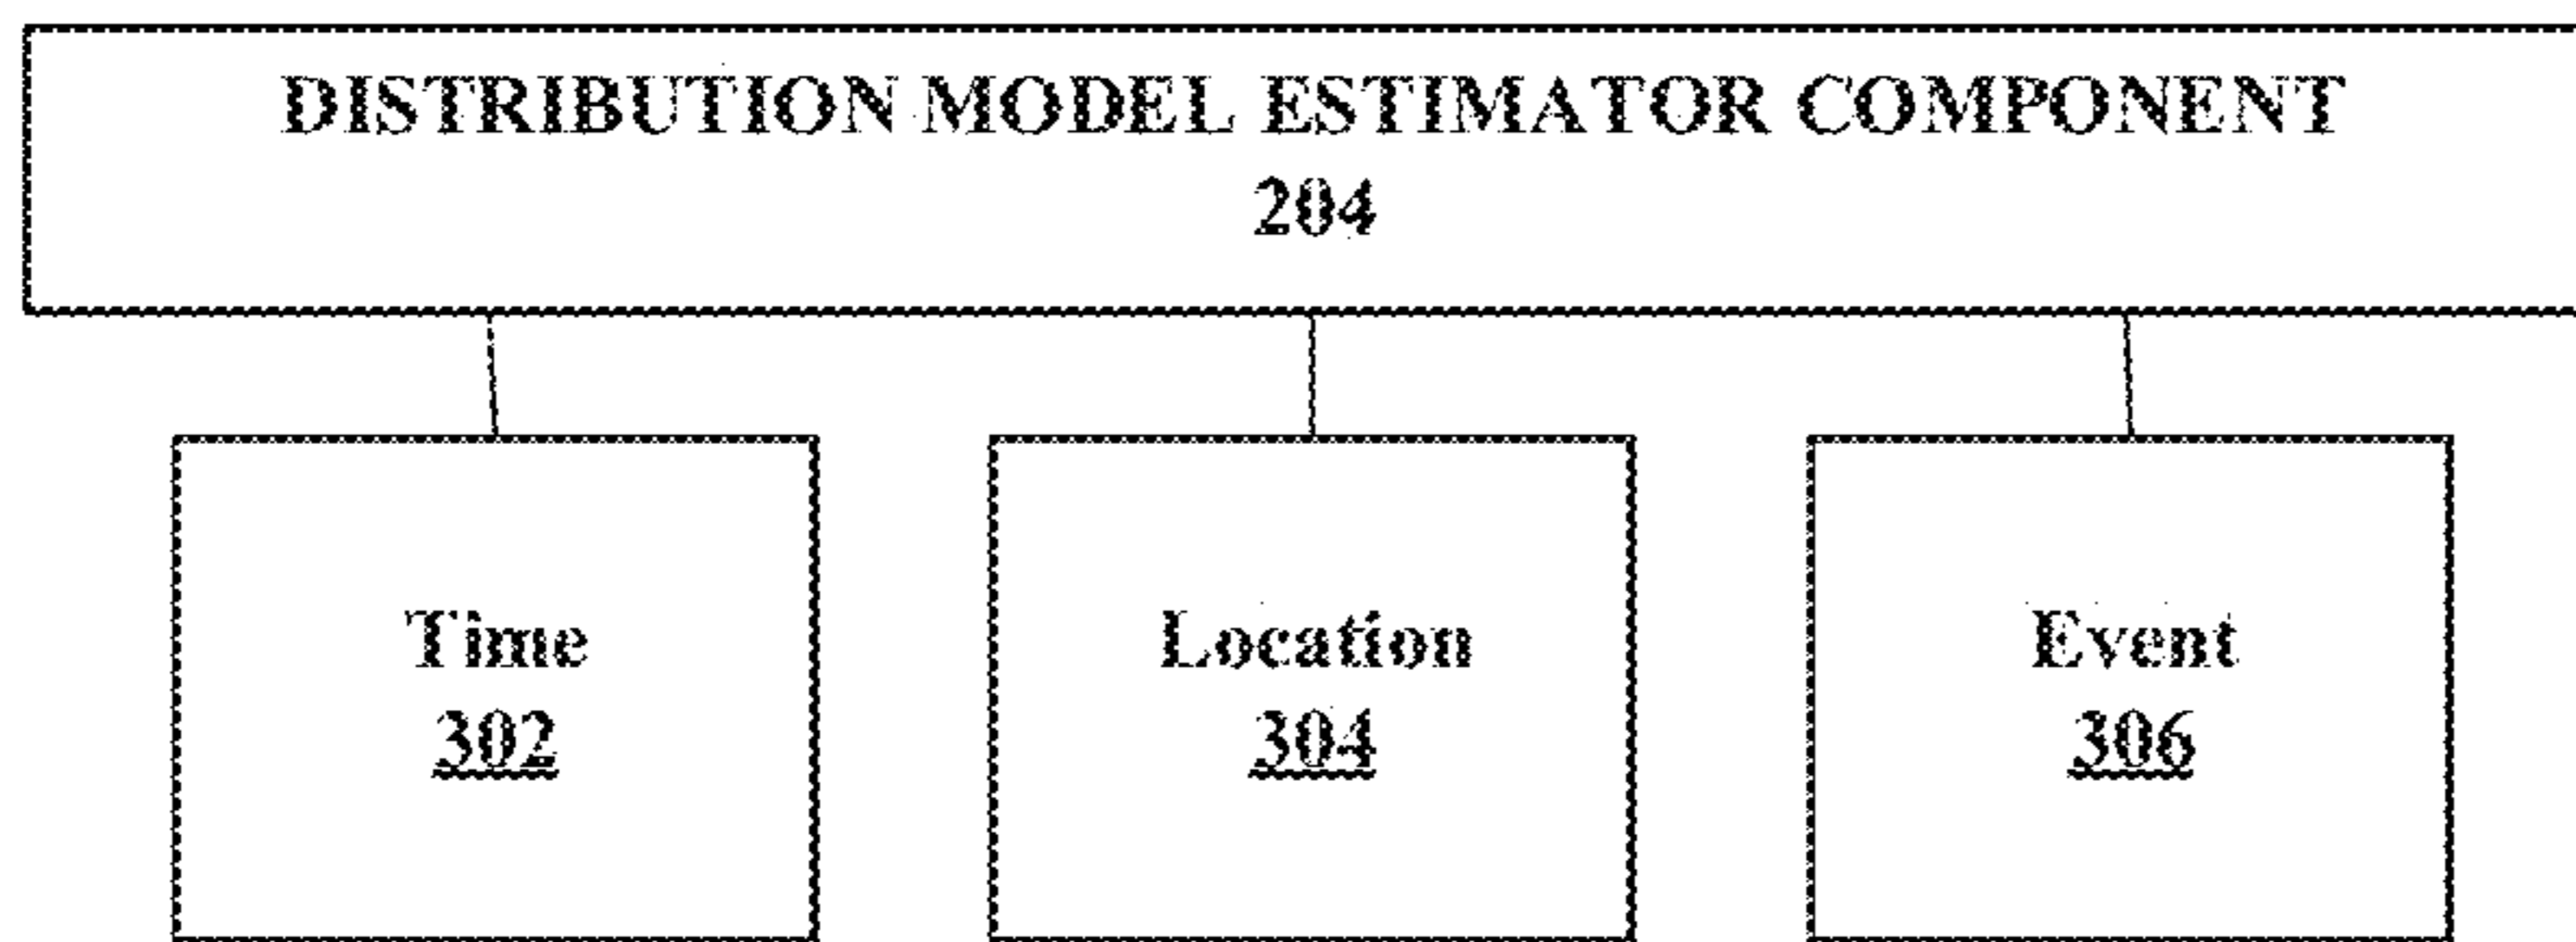 DISTRIBUTION MODEL ESTIMATOR COMPONENT
204
Time
302
Location
304
Event
306